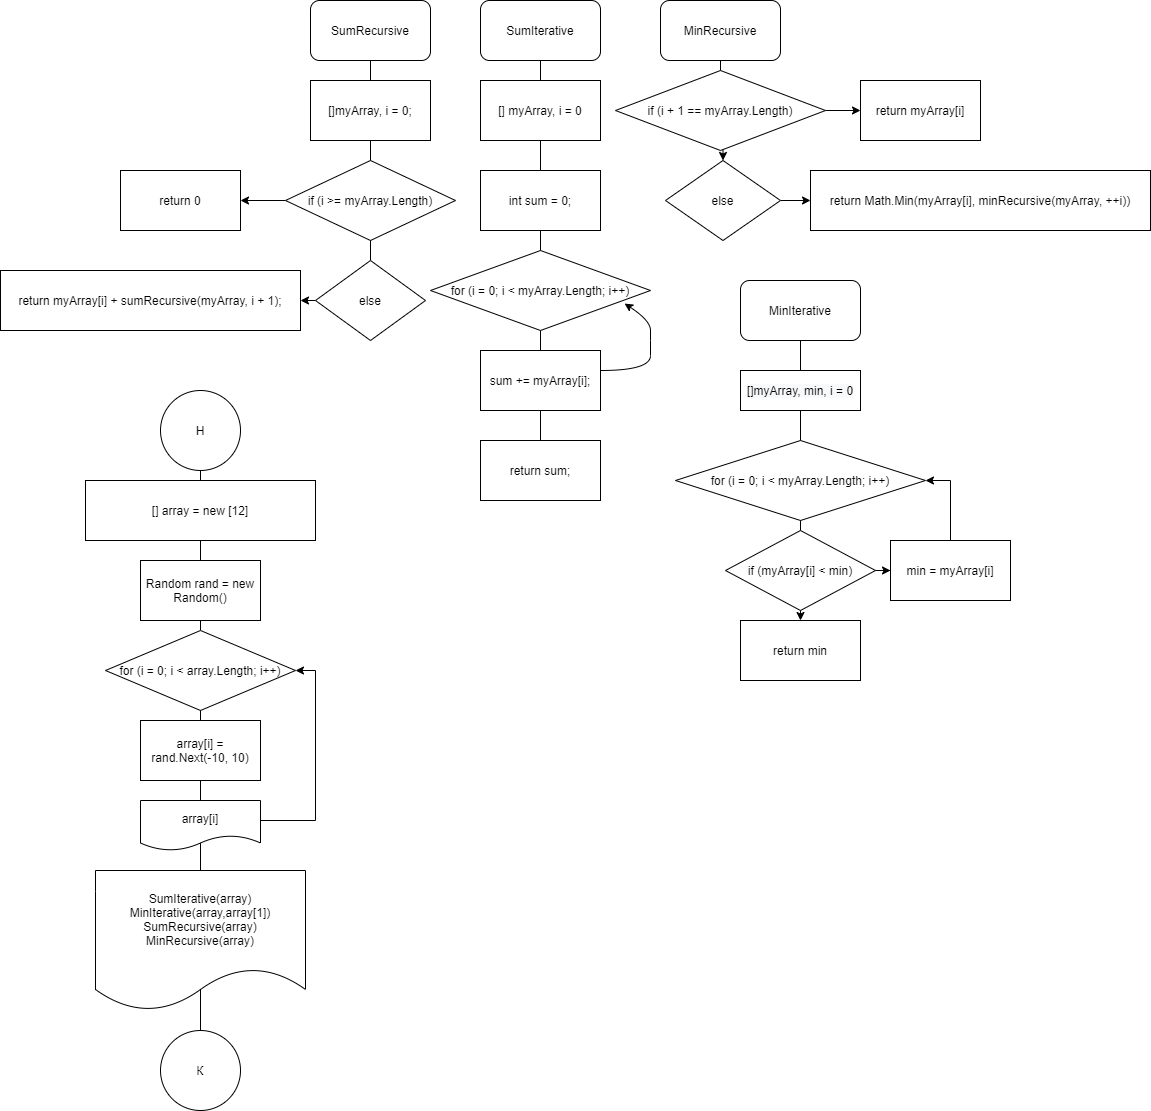 SumRecursive
[]myArray, i = 0;
if (i >= myArray.Length)
return 0
else
return myArray[i] + sumRecursive(myArray, i + 1);
SumIterative
[] myArray, i = 0
int sum = 0;
for (i = 0; i < myArray.Length; i++)
sum += myArray[i];
return sum;
MinRecursive
if (i + 1 == myArray.Length)
return myArray[i]
else
return Math.Min(myArray[i], minRecursive(myArray, ++i))
MinIterative
[]myArray, min, i = 0
for (i = 0; i < myArray.Length; i++)
if (myArray[i] < min)
min = myArray[i]
return min
Н
[] array = new [12]
Random rand = new
Random()
for (i = 0; i < array.Length; i++)
array[i] =
rand.Next(-10, 10)
array[i]
SumIterative(array)
MinIterative(array,array[1])
SumRecursive(array)
MinRecursive(array)
К